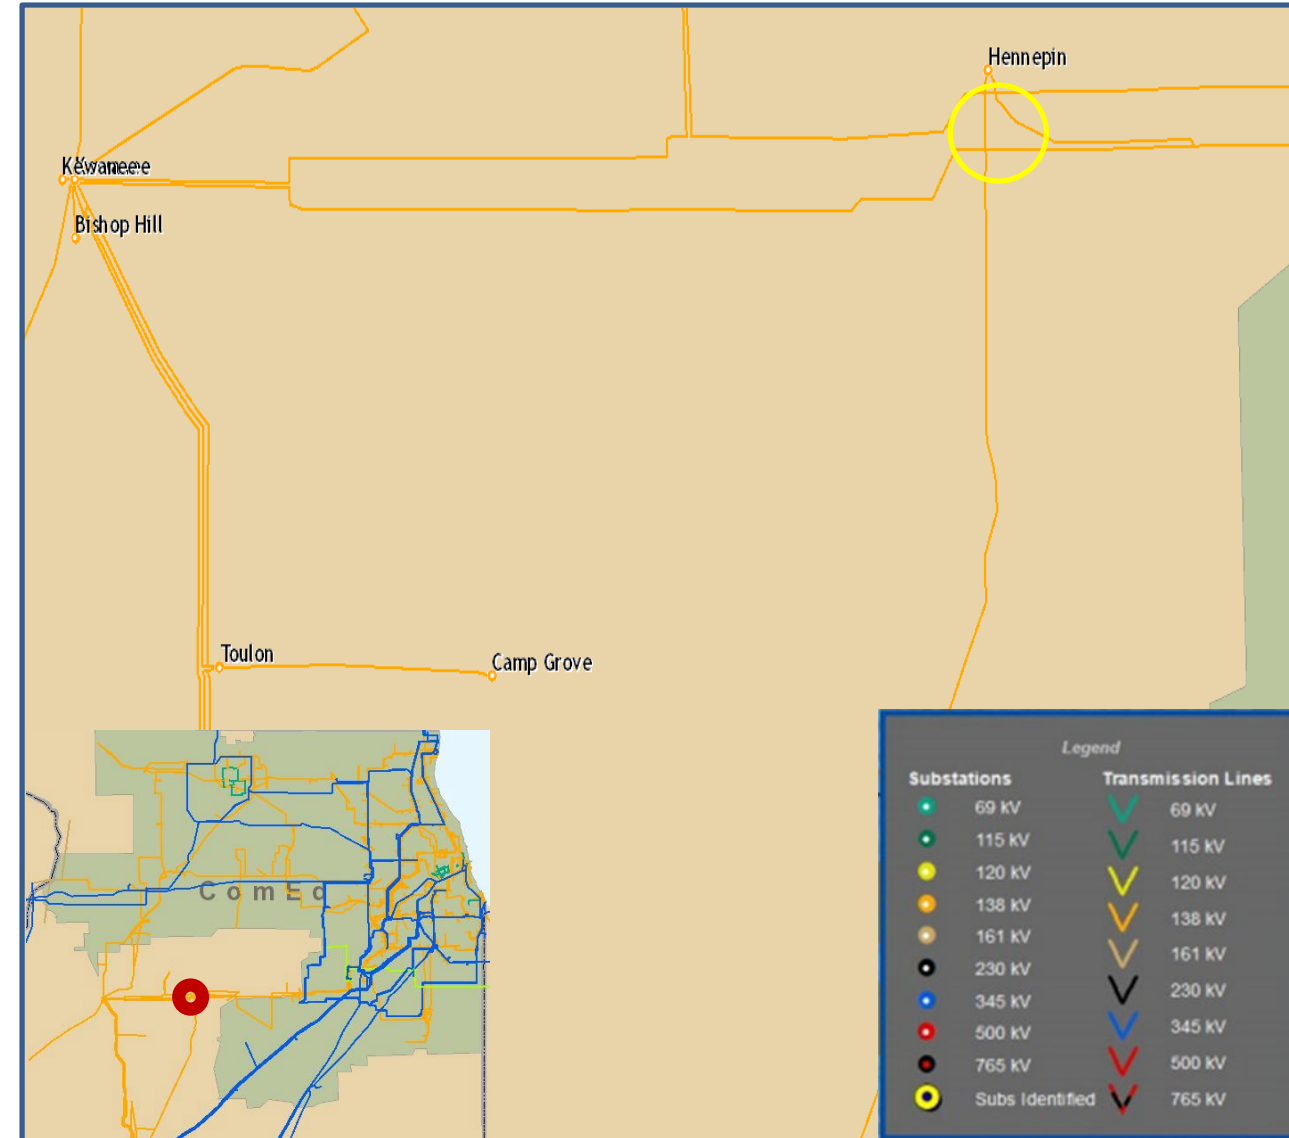 Hennepin
Bishop Hill
Toulon
Camp Grove
ComEd
Legend
Substations
Transmission Lines
69 kV
69 kV
115 kV
115 kV
120 kV
120 kV
138 kV
138 kV
161 kV
161 kV
230 kV
230 kV
345 kV
345 kV
500 kV
500 kV
765 kV
Subs Identified
765 kV